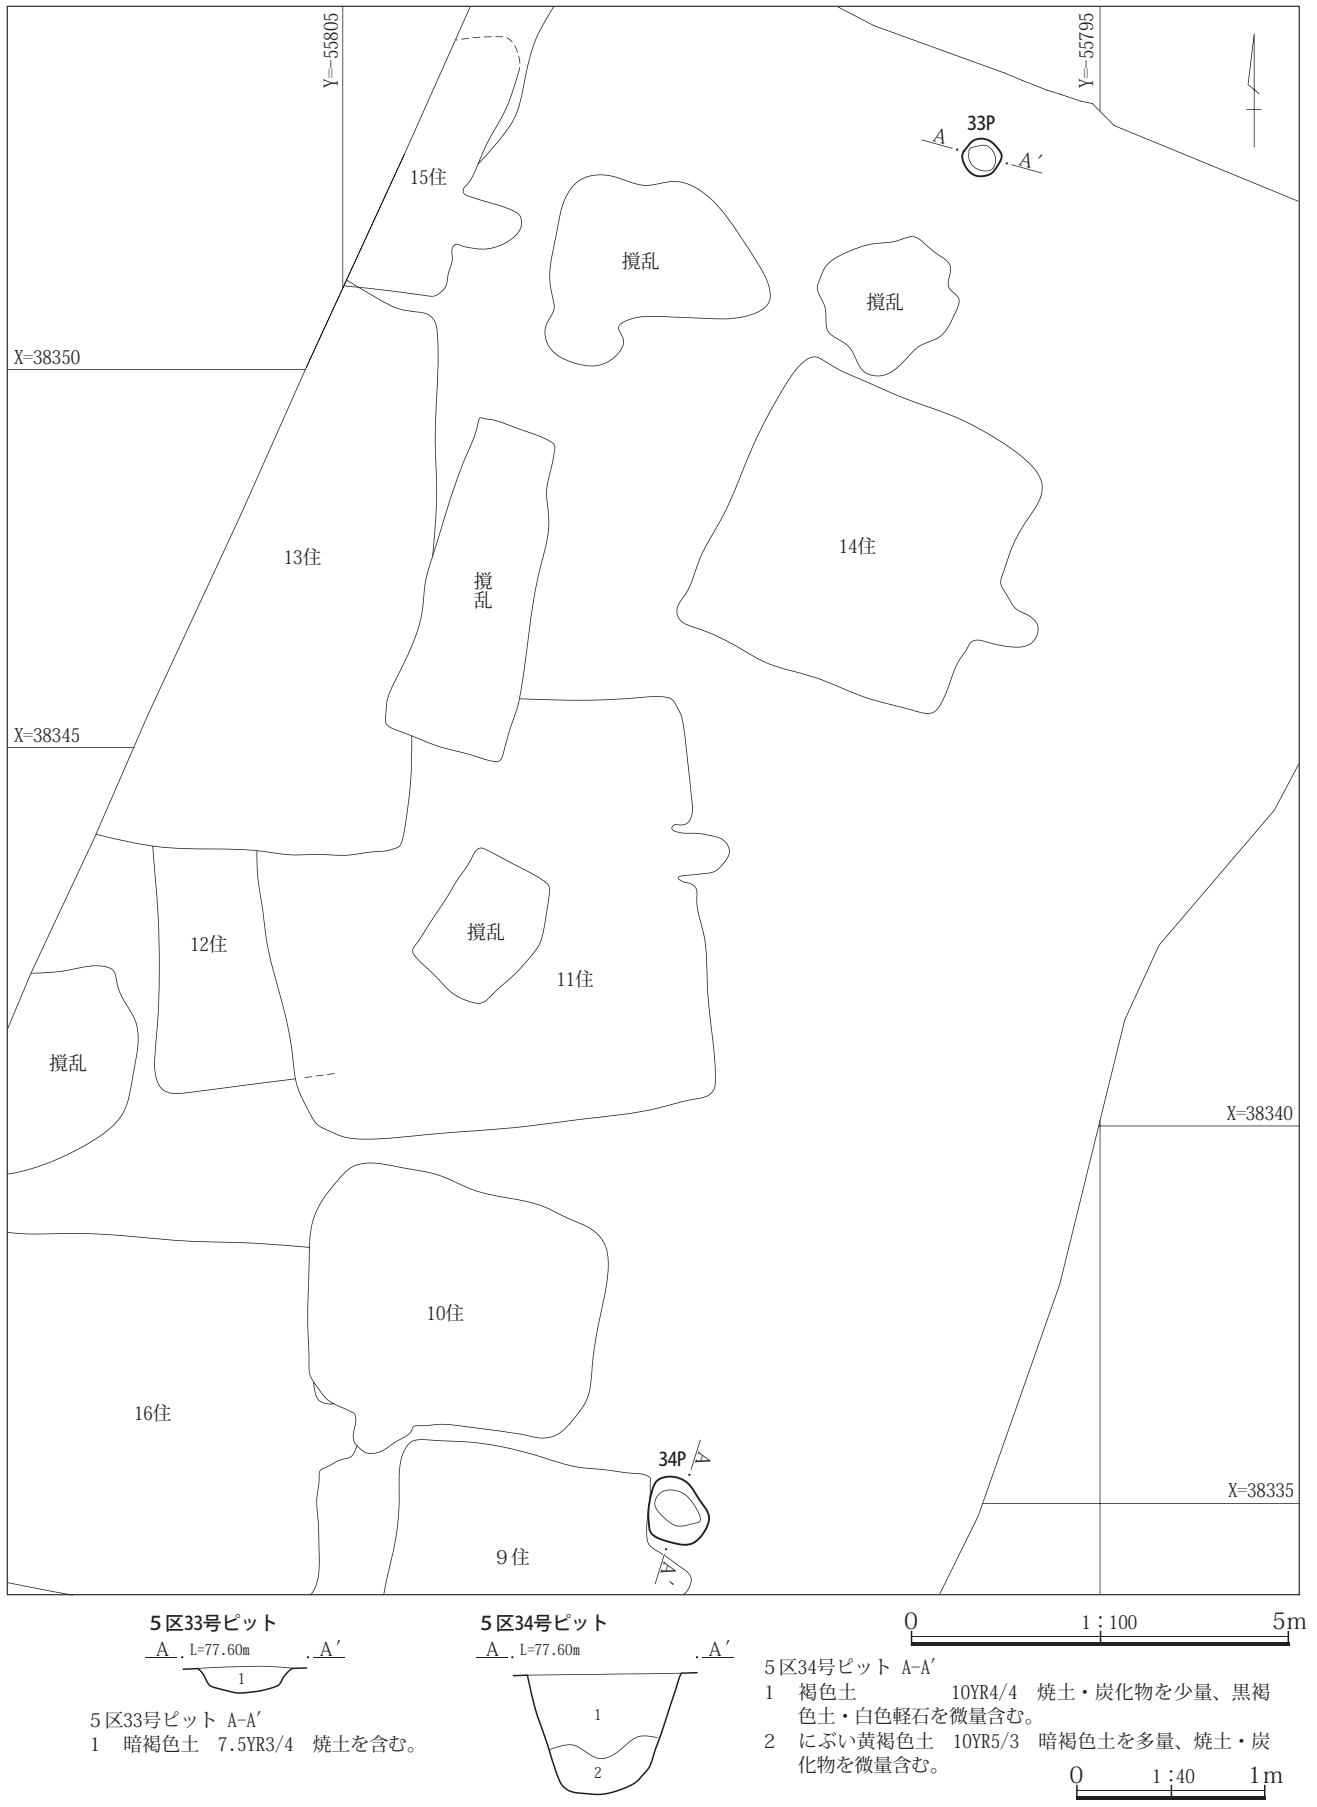 Y=-55805
Y=-55795
33P
A
A′
15住
撹乱
撹乱
X=38350
14住
13住
撹乱
X=38345
12住
撹乱
11住
撹乱
X=38340
10住
16住
34P
A
X=38335
9住
A′
5区33号ピット
A L=77.60m A′
1
5区33号ピット A-A′
1 暗褐色土 7.5YR3/4 焼土を含む。
5区34号ピット
A L=77.60m A′
1
2
0 1：100 5m
5区34号ピット A-A′
1 褐色土 10YR4/4 焼土・炭化物を少量、黒褐
色土・白色軽石を微量含む。
2 にぶい黄褐色土 10YR5/3 暗褐色土を多量、焼土・炭
化物を微量含む。
0 1：40 1m